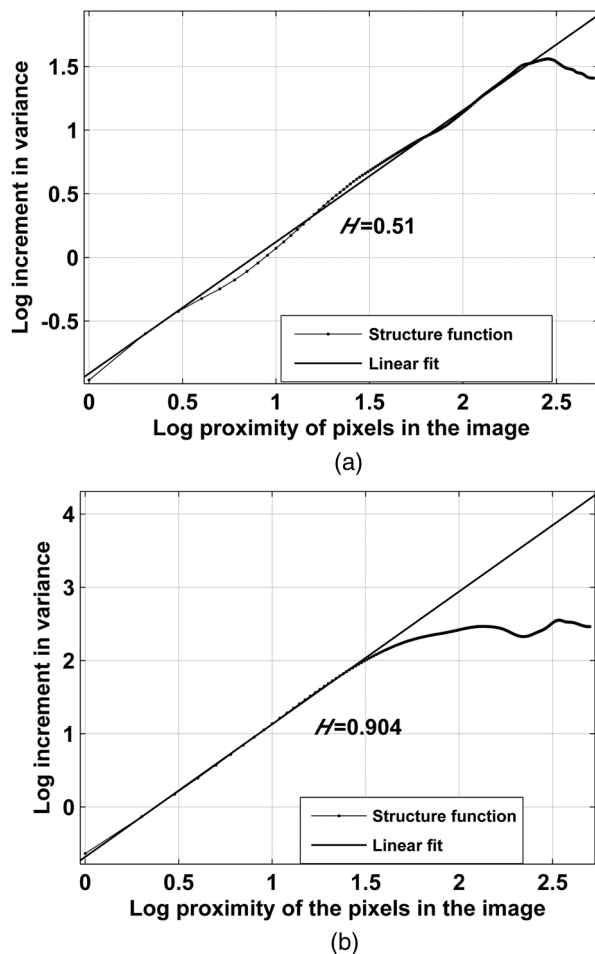 1.5
1
0.5
0
-0.5
Log increment in variance
H=0.51
Structure function
Linear fit
0 0.5 1 1.5 2 2.5
Log proximity of pixels in the image
(a)
4
3
2
1
0
Log increment in variance
H=0.904
Structure function
Linear fit
0 0.5 1 1.5 2 2.5
Log proximity of the pixels in the image
(b)